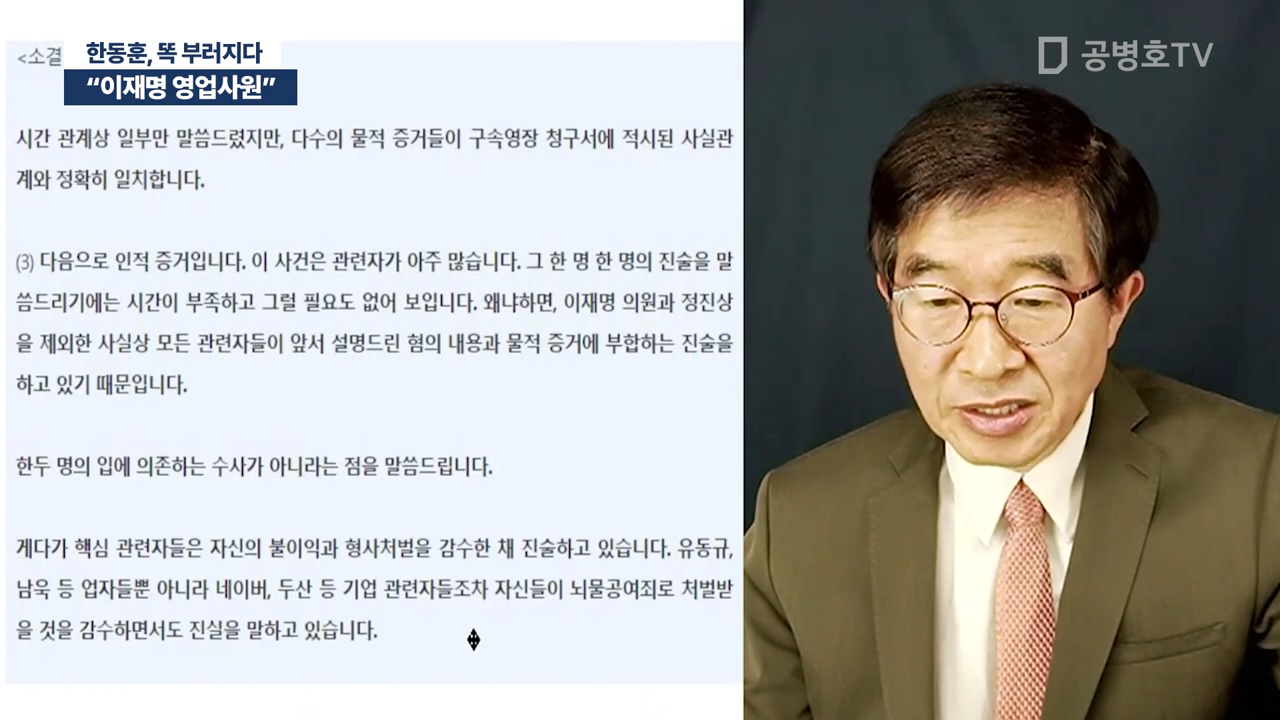 한동훈, 똑 부러지다
“이재명 영업사원”
공병호TV
<소결
시간 관계상 일부만 말씀드렸지만, 다수의 물적 증거들이 구속영장 청구서에 적시된 사실관
계와 정확히 일치합니다.
(3) 다음으로 인적 증거입니다. 이 사건은 관련자가 아주 많습니다. 그 한 명 한 명의 진술을 말
씀드리기에는 시간이 부족하고 그럴 필요도 없어 보입니다. 왜냐하면, 이재명 의원과 정진상
을 제외한 사실상 모든 관련자들이 앞서 설명드린 혐의 내용과 물적 증거에 부합하는 진술을
하고 있기 때문입니다.
한두 명의 입에 의존하는 수사가 아니라는 점을 말씀드립니다.
게다가 핵심 관련자들은 자신의 불이익과 형사처벌을 감수한 채 진술하고 있습니다. 유동규,
남욱 등 업자들뿐 아니라 네이버, 두산 등 기업 관련자들조차 자신들이 뇌물공여죄로 처벌받
을 것을 감수하면서도 진실을 말하고 있습니다.